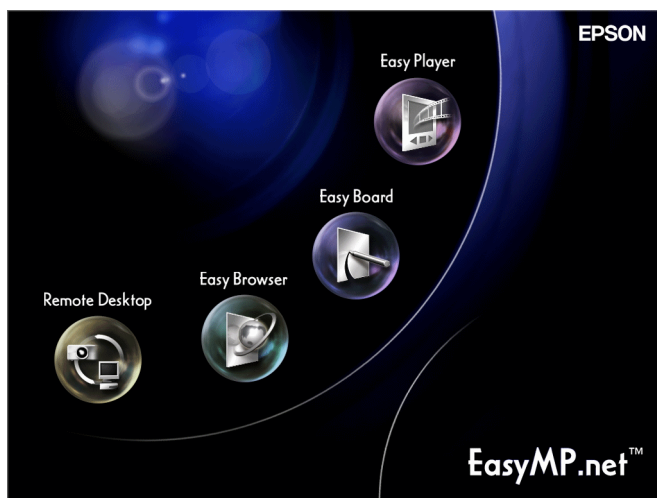 EPSON
Easy Player
Easy Board
Easy Browser
Remote Desktop
EasyMP.net™